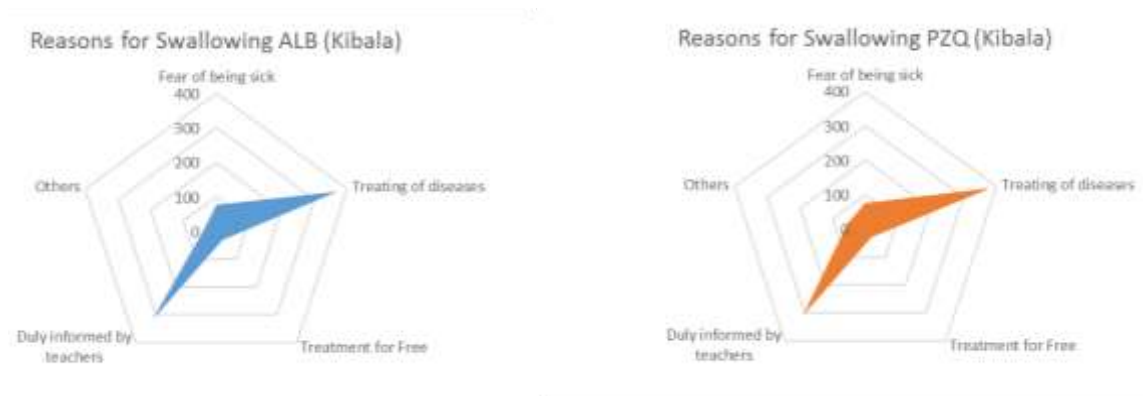 Reasons for Swallowing ALB (Kibala)
Fear of being sick
400
300
200
100
0
Others
Treating of diseases
Duly informed by
teachers
Treatment for Free
Reasons for Swallowing PZQ (Kibala)
Fear of being sick
400
300
200
100
0
Others
Treating of diseases
Duly informed by
teachers
Treatment for Free